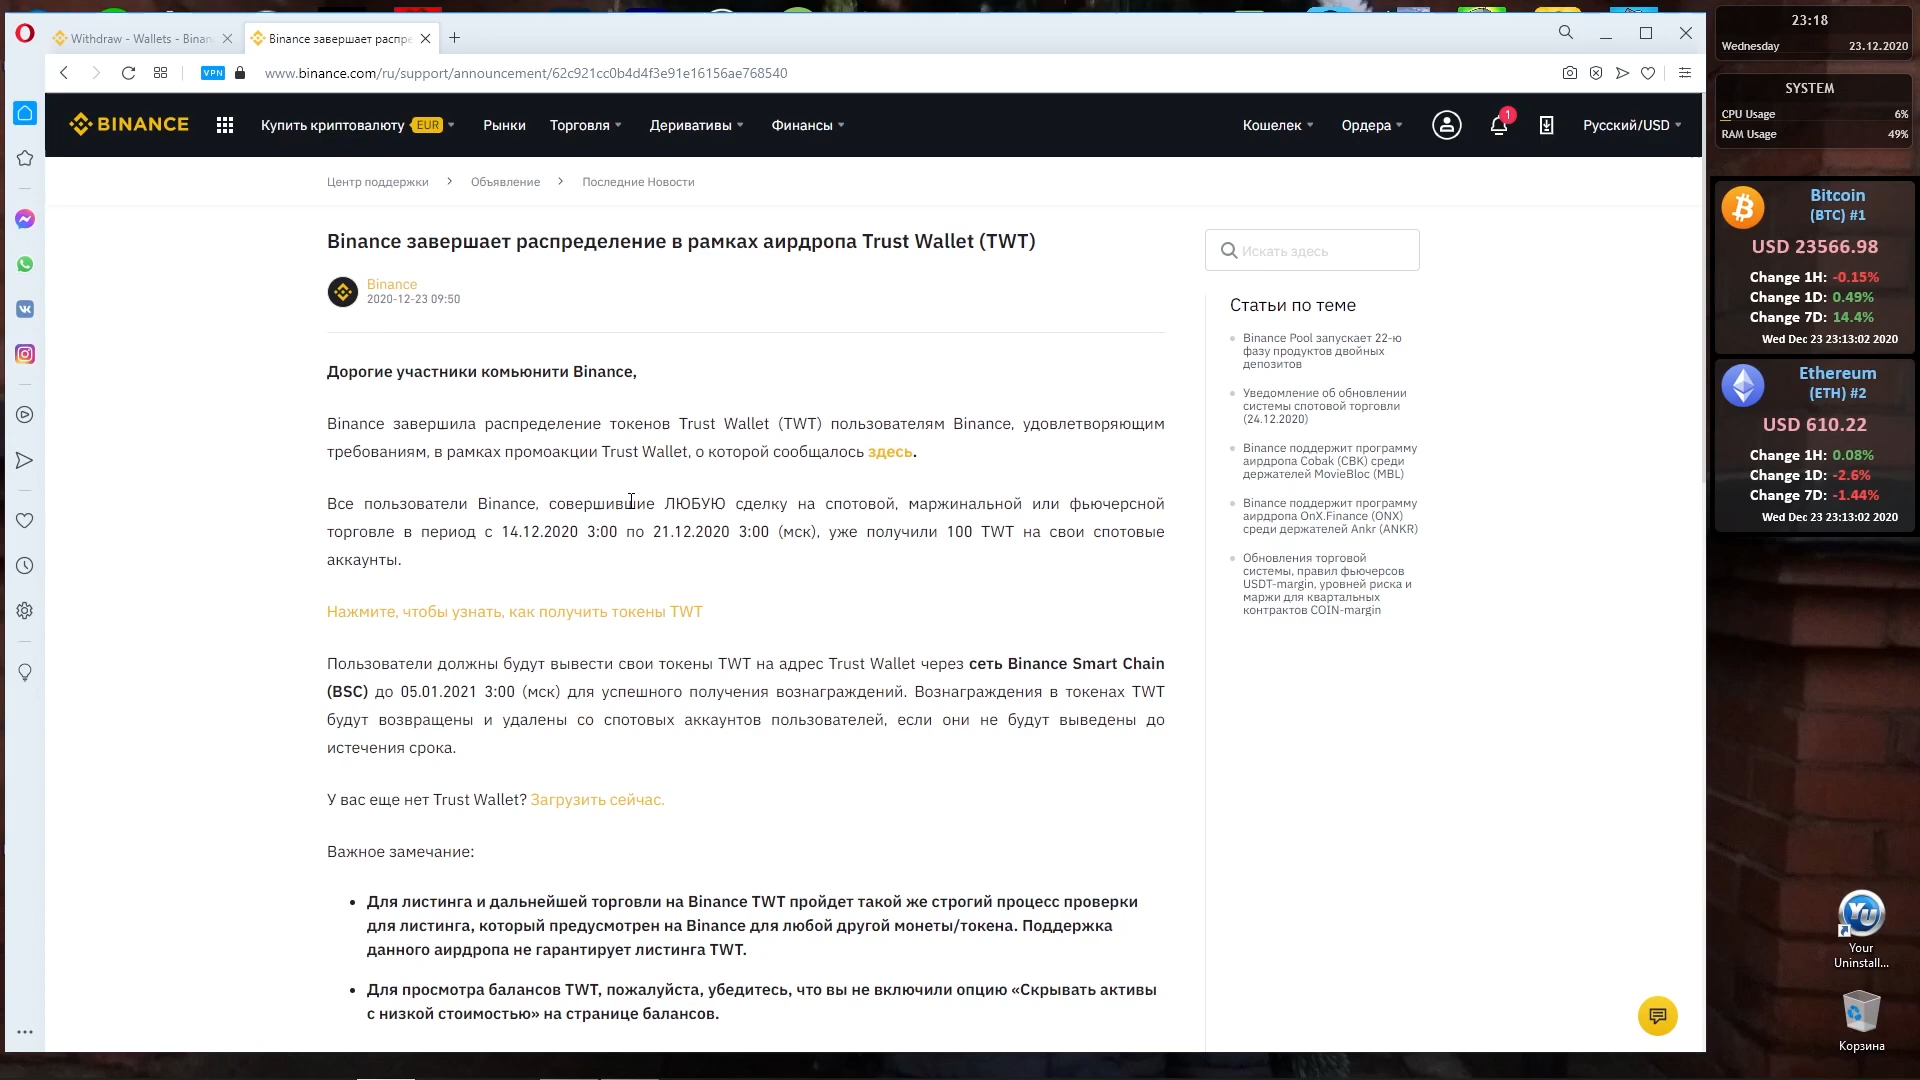 Withdraw - Wallets - Binan
Binance завершает распре
VPN
www.binance.com/ru/support/announcement/62c921cc0b4d4f3e91e16156ae768540
BINANCE
Купить криптовалюту EUR
Рынки
Торговля
Деривативы
Финансы
Кошелек
Ордера
1
Русский/USD
Центр поддержки > Объявление > Последние Новости
Binance завершает распределение в рамках аирдропа Trust Wallet (TWT)
Binance
2020-12-23 09:50
Дорогие участники комьюнити Binance,
Binance завершила распределение токенов Trust Wallet (TWT) пользователям Binance, удовлетворяющим
требованиям, в рамках промоакции Trust Wallet, о которой сообщалось здесь.
Все пользователи Binance, совершившие ЛЮБУЮ сделку на спотовой, маржинальной или фьючерсной
торговле в период с 14.12.2020 3:00 по 21.12.2020 3:00 (мск), уже получили 100 TWT на свои спотовые
аккаунты.
Нажмите, чтобы узнать, как получить токены TWT
Пользователи должны будут вывести свои токены TWT на адрес Trust Wallet через сеть Binance Smart Chain
(BSC) до 05.01.2021 3:00 (мск) для успешного получения вознаграждений. Вознаграждения в токенах TWT
будут возвращены и удалены со спотовых аккаунтов пользователей, если они не будут выведены до
истечения срока.
У вас еще нет Trust Wallet? Загрузить сейчас.
Важное замечание:
• Для листинга и дальнейшей торговли на Binance TWT пройдет такой же строгий процесс проверки
для листинга, который предусмотрен на Binance для любой другой монеты/токена. Поддержка
данного аирдропа не гарантирует листинга TWT.
• Для просмотра балансов TWT, пожалуйста, убедитесь, что вы не включили опцию «Скрывать активы
с низкой стоимостью» на странице балансов.
Искать здесь
Статьи по теме
Binance Pool запускает 22-ю
фазу продуктов двойных
депозитов
Уведомление об обновлении
системы спотовой торговли
(24.12.2020)
Binance поддержит программу
аирдропа Cobak (CBK) среди
держателей MovieBloc (MBL)
Binance поддержит программу
аирдропа OnX.Finance (ONX)
среди держателей Ankr (ANKR)
Обновления торговой
системы, правил фьючерсов
USDT-margin, уровней риска и
маржи для квартальных
контрактов COIN-margin
23:18
Wednesday 23.12.2020
SYSTEM
CPU Usage 6%
RAM Usage 49%
Bitcoin
(BTC) #1
USD 23566.98
Change 1H: -0.15%
Change 1D: 0.49%
Change 7D: 14.4%
Wed Dec 23 23:13:02 2020
Ethereum
(ETH) #2
USD 610.22
Change 1H: 0.08%
Change 1D: -2.6%
Change 7D: -1.44%
Wed Dec 23 23:13:02 2020
YU
Your
Uninstall...
Корзина